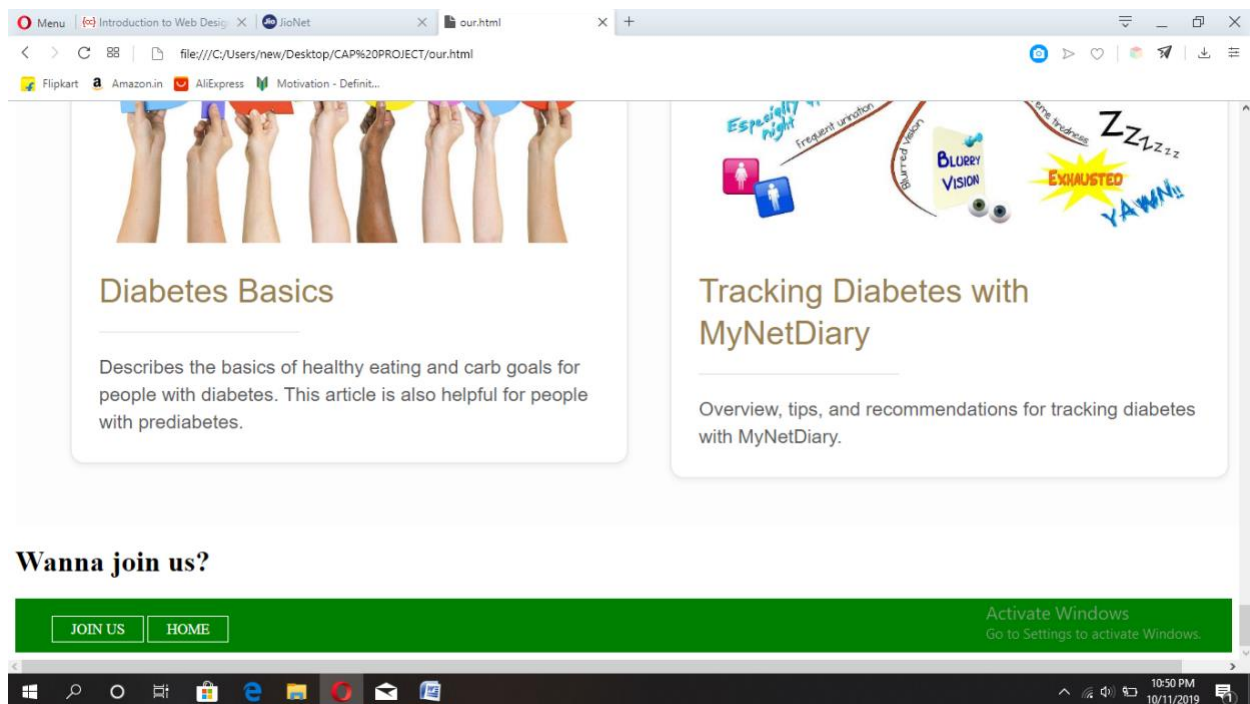 Menu
Introduction to Web Desig
JioNet
our.html
file:///C:/Users/new/Desktop/CAP%20PROJECT/our.html
Flipkart
Amazon.in
AliExpress
Motivation - Definit...
Especially
night
Frequent urination
Blurred Vision
BLURRY
VISION
tiredness
ZZZzzzz
EXHAUSTED
YAWN!!
Diabetes Basics
Describes the basics of healthy eating and carb goals for
people with diabetes. This article is also helpful for people
with prediabetes.
Tracking Diabetes with
MyNetDiary
Overview, tips, and recommendations for tracking diabetes
with MyNetDiary.
Wanna join us?
JOIN US
HOME
Activate Windows
Go to Settings to activate Windows.
10:50 PM
10/11/2019